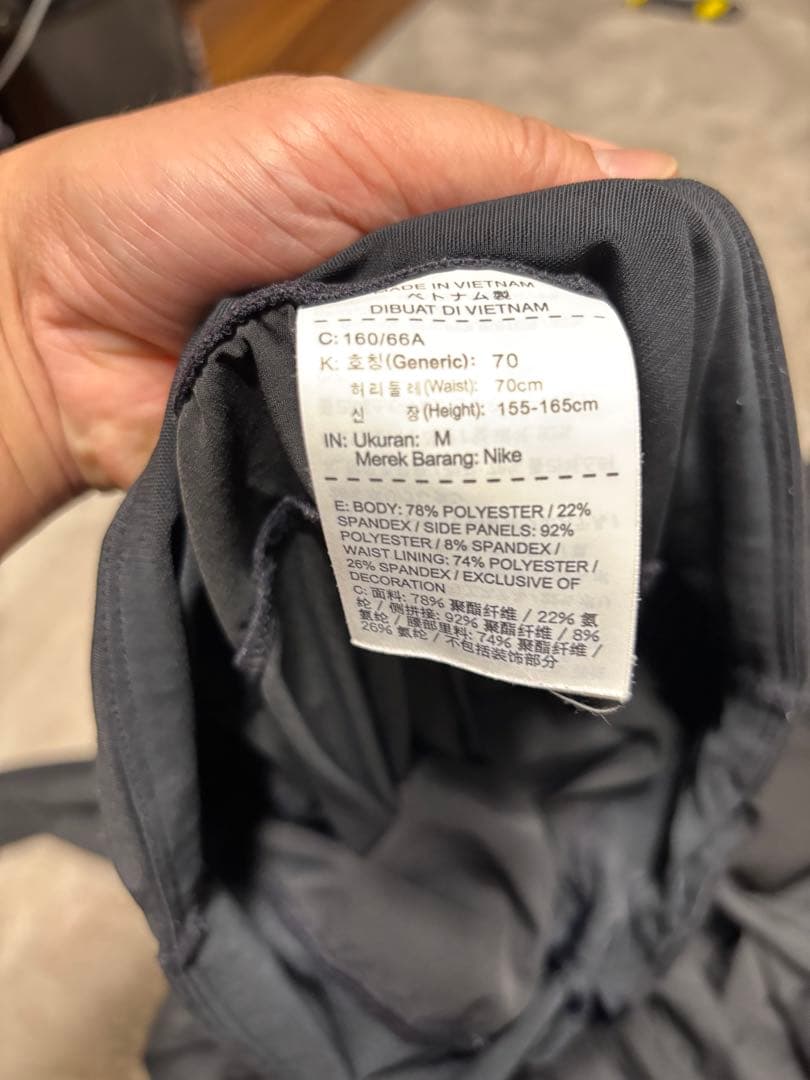 MADE IN VIETNAM
ベトナム製
DIBUAT DI VIETNAM
C: 160/66A
K: 호칭(Generic): 70
허리둘레(Waist): 70cm
신 장(Height): 155-165cm
IN: Ukuran: M
Merek Barang: Nike
E: BODY: 78% POLYESTER / 22%
SPANDEX / SIDE PANELS: 92%
POLYESTER / 8% SPANDEX /
WAIST LINING: 74% POLYESTER /
26% SPANDEX / EXCLUSIVE OF
DECORATION
C: 面料: 78% 聚酯纤维 / 22% 氨
纶 / 侧拼接: 92% 聚酯纤维 / 8%
氨纶 / 腰部里料: 74% 聚酯纤维 /
26% 氨纶 / 不包括装饰部分